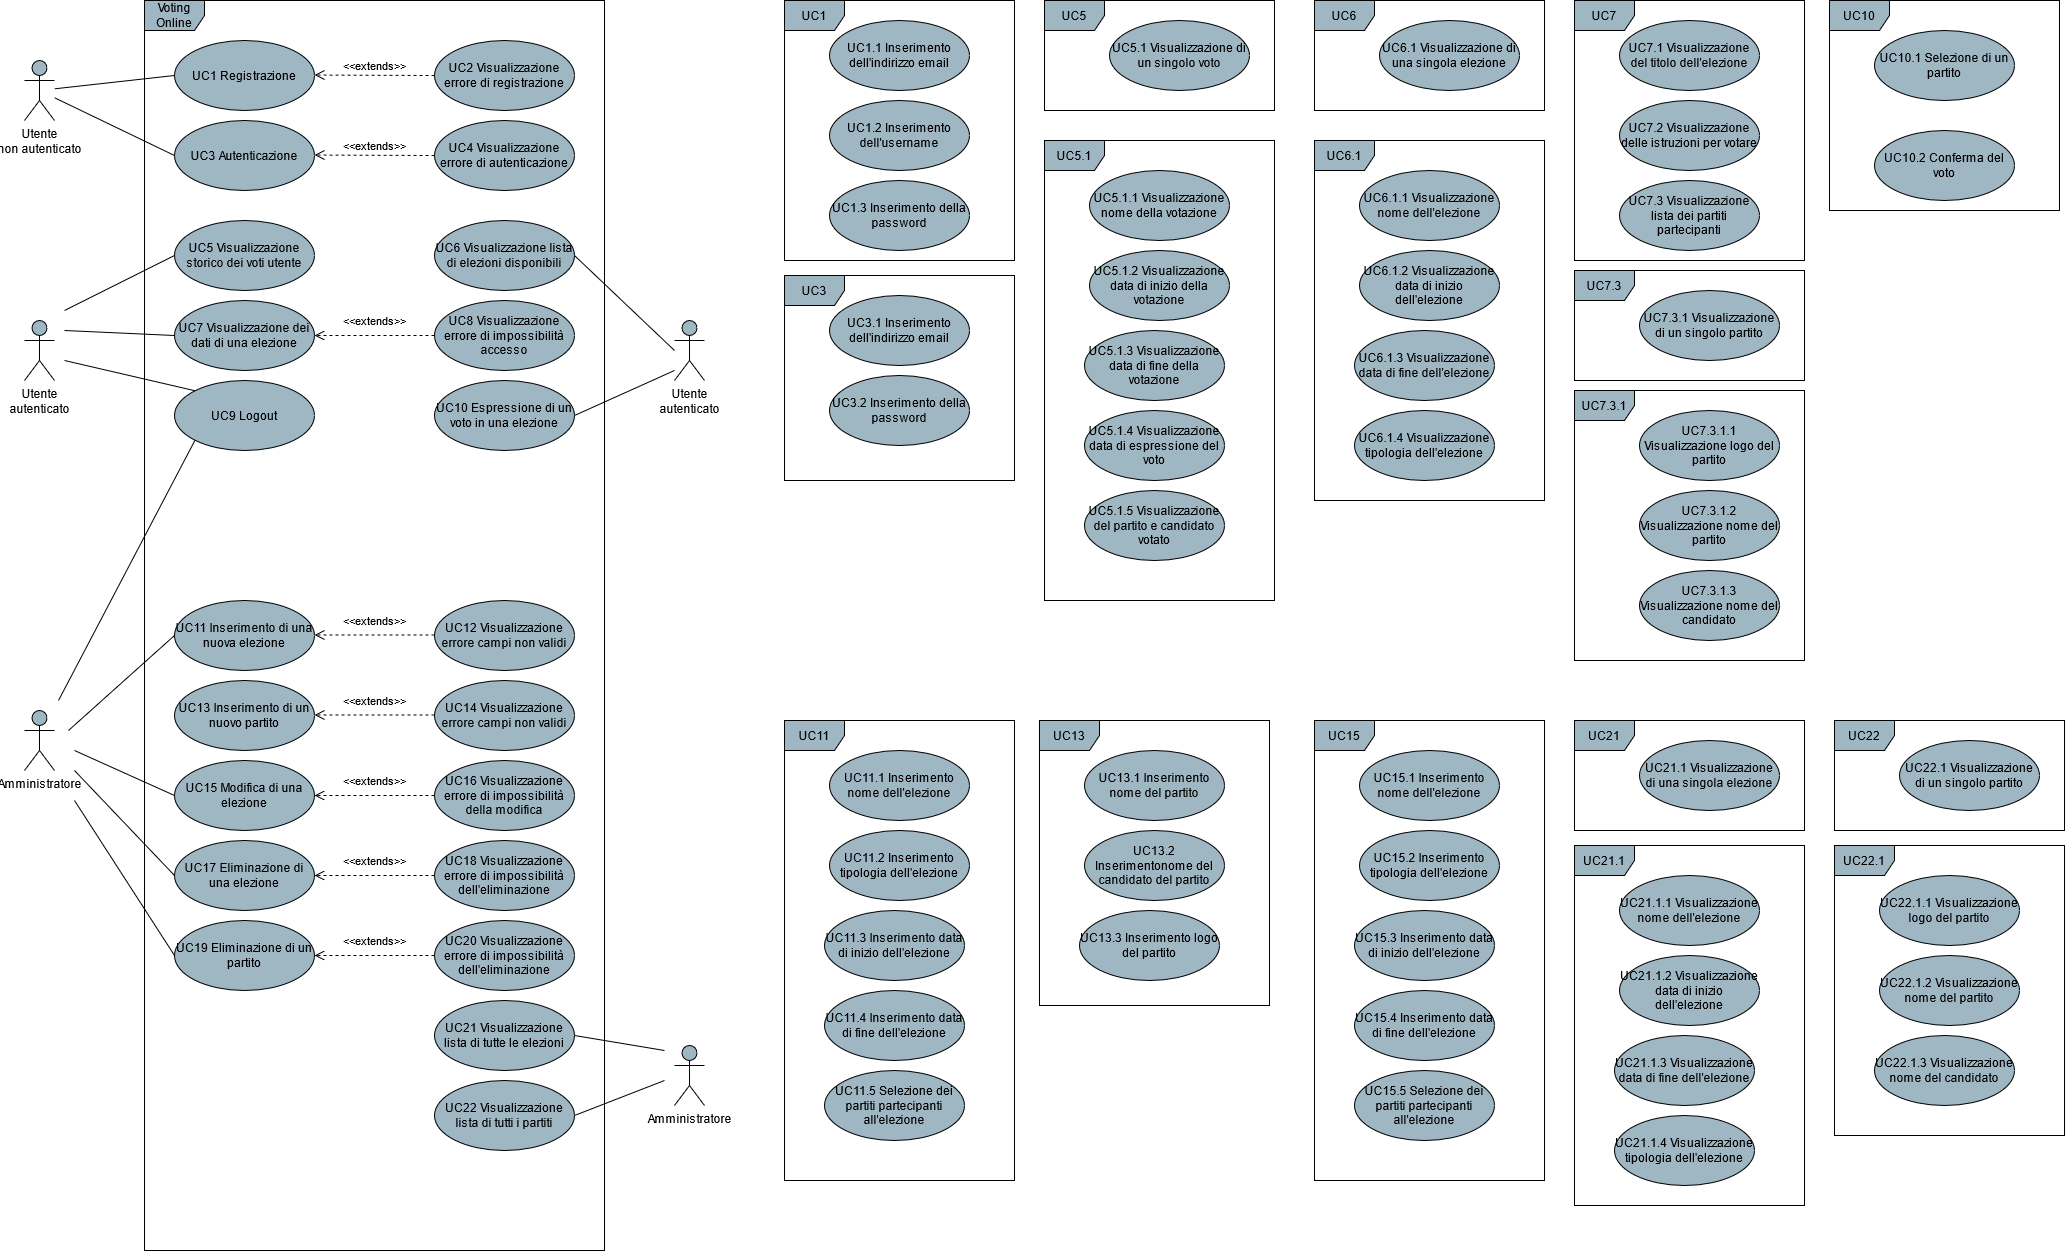 Voting
Online
Utente
non autenticato
UC1 Registrazione
<<extends>>
UC2 Visualizzazione
errore di registrazione
UC3 Autenticazione
<<extends>>
UC4 Visualizzazione
errore di autenticazione
UC5 Visualizzazione
storico dei voti utente
UC6 Visualizzazione lista
di elezioni disponibili
UC7 Visualizzazione dei
dati di una elezione
<<extends>>
UC8 Visualizzazione
errore di impossibilità
accesso
Utente
autenticato
UC9 Logout
UC10 Espressione di un
voto in una elezione
Utente
autenticato
UC11 Inserimento di una
nuova elezione
<<extends>>
UC12 Visualizzazione
errore campi non validi
UC13 Inserimento di un
nuovo partito
<<extends>>
UC14 Visualizzazione
errore campi non validi
Amministratore
UC15 Modifica di una
elezione
<<extends>>
UC16 Visualizzazione
errore di impossibilità
della modifica
UC17 Eliminazione di
una elezione
<<extends>>
UC18 Visualizzazione
errore di impossibilità
dell'eliminazione
UC19 Eliminazione di un
partito
<<extends>>
UC20 Visualizzazione
errore di impossibilità
dell'eliminazione
UC21 Visualizzazione
lista di tutte le elezioni
UC22 Visualizzazione
lista di tutti i partiti
Amministratore
UC1
UC1.1 Inserimento
dell'indirizzo email
UC1.2 Inserimento
dell'username
UC1.3 Inserimento della
password
UC3
UC3.1 Inserimento
dell'indirizzo email
UC3.2 Inserimento della
password
UC5
UC5.1 Visualizzazione di
un singolo voto
UC5.1
UC5.1.1 Visualizzazione
nome della votazione
UC5.1.2 Visualizzazione
data di inizio della
votazione
UC5.1.3 Visualizzazione
data di fine della
votazione
UC5.1.4 Visualizzazione
data di espressione del
voto
UC5.1.5 Visualizzazione
del partito e candidato
votato
UC6
UC6.1 Visualizzazione di
una singola elezione
UC6.1
UC6.1.1 Visualizzazione
nome dell'elezione
UC6.1.2 Visualizzazione
data di inizio
dell'elezione
UC6.1.3 Visualizzazione
data di fine dell'elezione
UC6.1.4 Visualizzazione
tipologia dell'elezione
UC7
UC7.1 Visualizzazione
del titolo dell'elezione
UC7.2 Visualizzazione
delle istruzioni per votare
UC7.3 Visualizzazione
lista dei partiti
partecipanti
UC7.3
UC7.3.1 Visualizzazione
di un singolo partito
UC7.3.1
UC7.3.1.1
Visualizzazione logo del
partito
UC7.3.1.2
Visualizzazione nome del
partito
UC7.3.1.3
Visualizzazione nome del
candidato
UC10
UC10.1 Selezione di un
partito
UC10.2 Conferma del
voto
UC11
UC11.1 Inserimento
nome dell'elezione
UC11.2 Inserimento
tipologia dell'elezione
UC11.3 Inserimento data
di inizio dell'elezione
UC11.4 Inserimento data
di fine dell'elezione
UC11.5 Selezione dei
partiti partecipanti
all'elezione
UC13
UC13.1 Inserimento
nome del partito
UC13.2
Inserimentonome del
candidato del partito
UC13.3 Inserimento logo
del partito
UC15
UC15.1 Inserimento
nome dell'elezione
UC15.2 Inserimento
tipologia dell'elezione
UC15.3 Inserimento data
di inizio dell'elezione
UC15.4 Inserimento data
di fine dell'elezione
UC15.5 Selezione dei
partiti partecipanti
all'elezione
UC21
UC21.1 Visualizzazione
di una singola elezione
UC21.1
UC21.1.1 Visualizzazione
nome dell'elezione
UC21.1.2 Visualizzazione
data di inizio
dell'elezione
UC21.1.3 Visualizzazione
data di fine dell'elezione
UC21.1.4 Visualizzazione
tipologia dell'elezione
UC22
UC22.1 Visualizzazione
di un singolo partito
UC22.1
UC22.1.1 Visualizzazione
logo del partito
UC22.1.2 Visualizzazione
nome del partito
UC22.1.3 Visualizzazione
nome del candidato